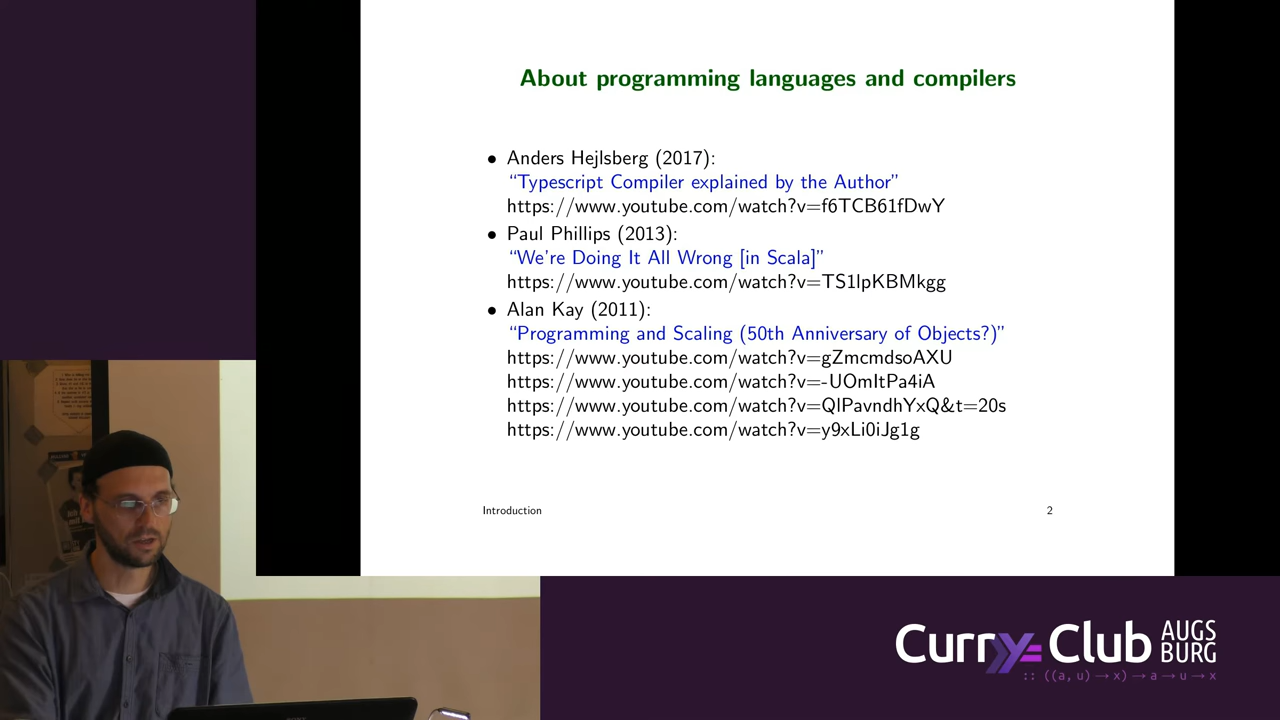 About programming languages and compilers
• Anders Hejlsberg (2017):
“Typescript Compiler explained by the Author”
https://www.youtube.com/watch?v=f6TCB61fDwY
• Paul Phillips (2013):
“We're Doing It All Wrong [in Scala]”
https://www.youtube.com/watch?v=TS1lpKBMkgg
• Alan Kay (2011):
“Programming and Scaling (50th Anniversary of Objects?)”
https://www.youtube.com/watch?v=gZmcmdsoAXU
https://www.youtube.com/watch?v=-UOmItPa4iA
https://www.youtube.com/watch?v=QlPavndhYxQ&t=20s
https://www.youtube.com/watch?v=y9xLi0iJg1g
Introduction 2
Curry Club AUGS
BURG
:: ((a, u) → x) → a → u → x